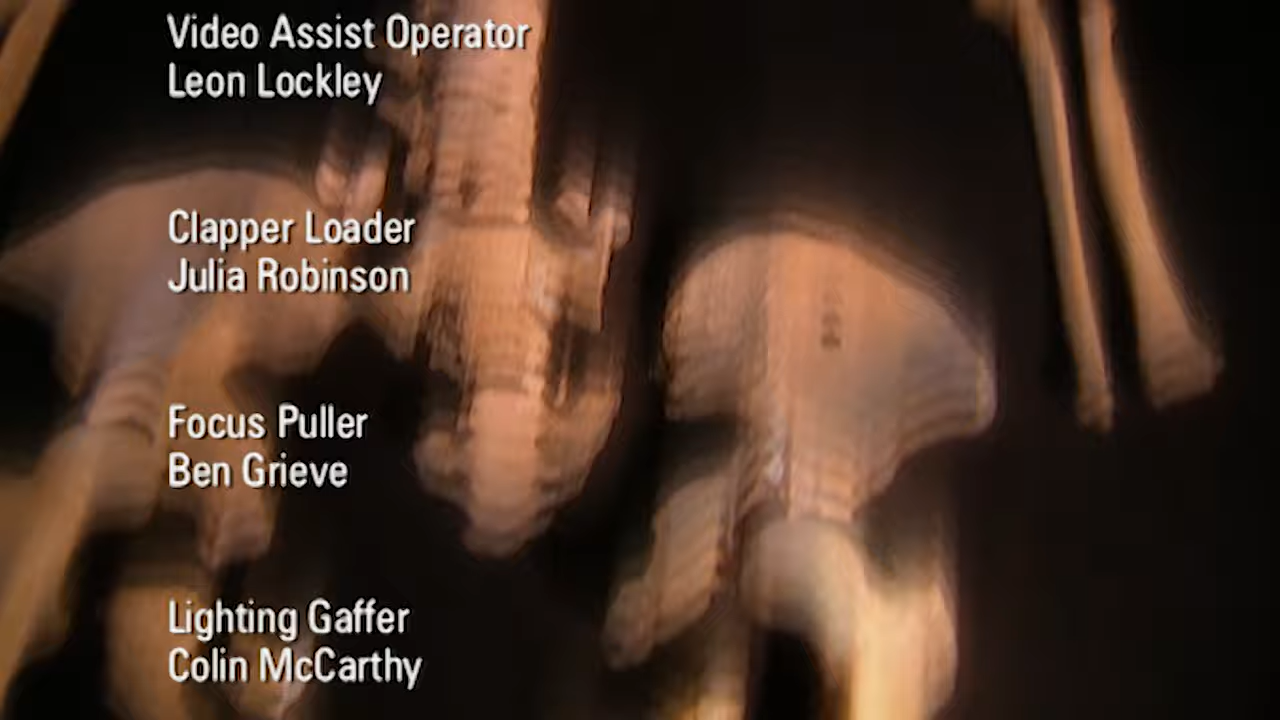 Video Assist Operator
Leon Lockley
Clapper Loader
Julia Robinson
Focus Puller
Ben Grieve
Lighting Gaffer
Colin McCarthy